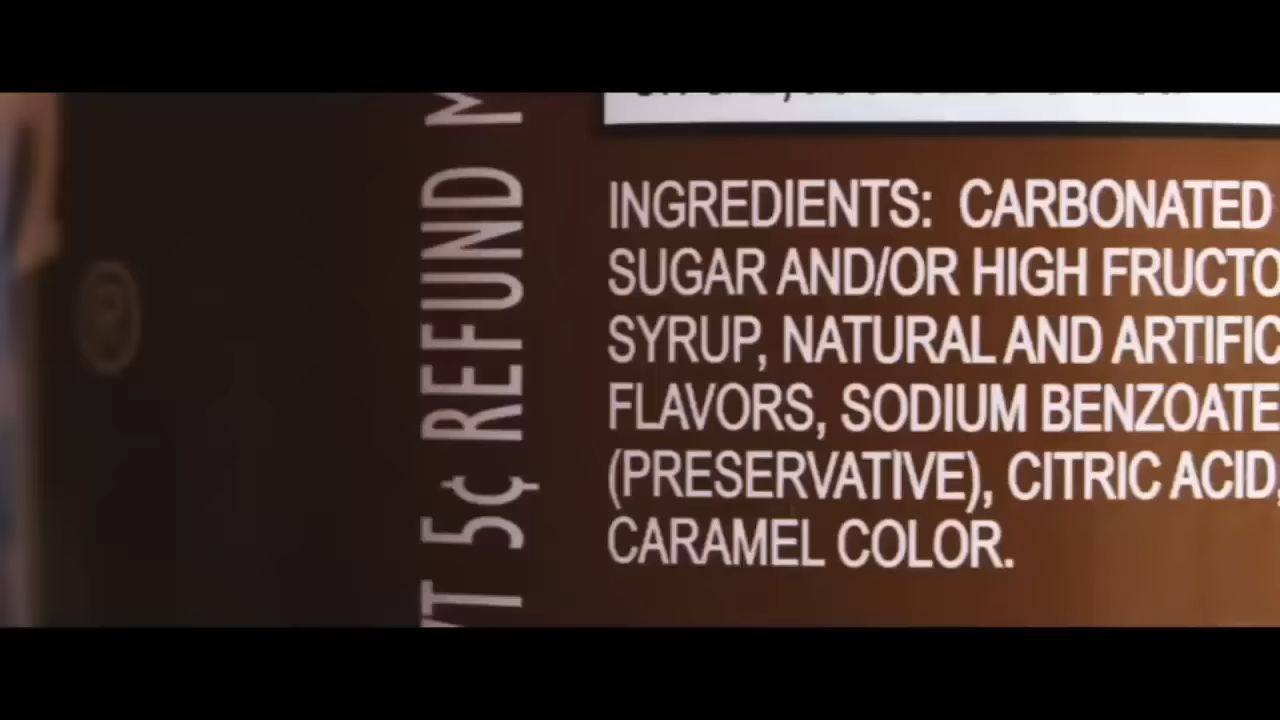 INGREDIENTS: CARBONATED
SUGAR AND/OR HIGH FRUCTO
SYRUP, NATURAL AND ARTIFIC
FLAVORS, SODIUM BENZOATE
(PRESERVATIVE), CITRIC ACID,
CARAMEL COLOR.
VT 5¢ REFUND M